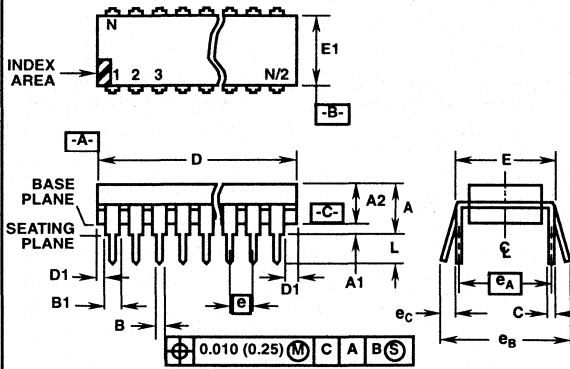 N
E1
INDEX
AREA
1 2 3 N/2
-B-
-A-
D
E
BASE
PLANE
A2
A
-C-
SEATING
PLANE
L
D1
A1
D1
B1
e
eA
B
eC
C
eB
0.010 (0.25) M C A B S